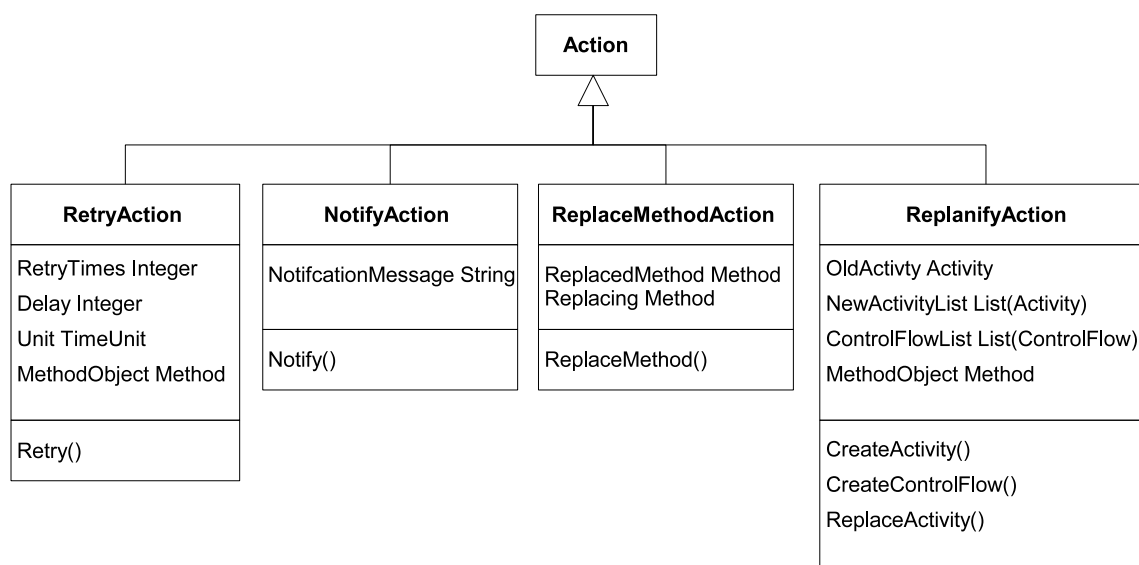 Action
RetryAction
RetryTimes Integer
Delay Integer
Unit TimeUnit
MethodObject Method
Retry()
NotifyAction
NotifcationMessage String
Notify()
ReplaceMethodAction
ReplacedMethod Method
Replacing Method
ReplaceMethod()
ReplanifyAction
OldActivty Activity
NewActivityList List(Activity)
ControlFlowList List(ControlFlow)
MethodObject Method
CreateActivity()
CreateControlFlow()
ReplaceActivity()